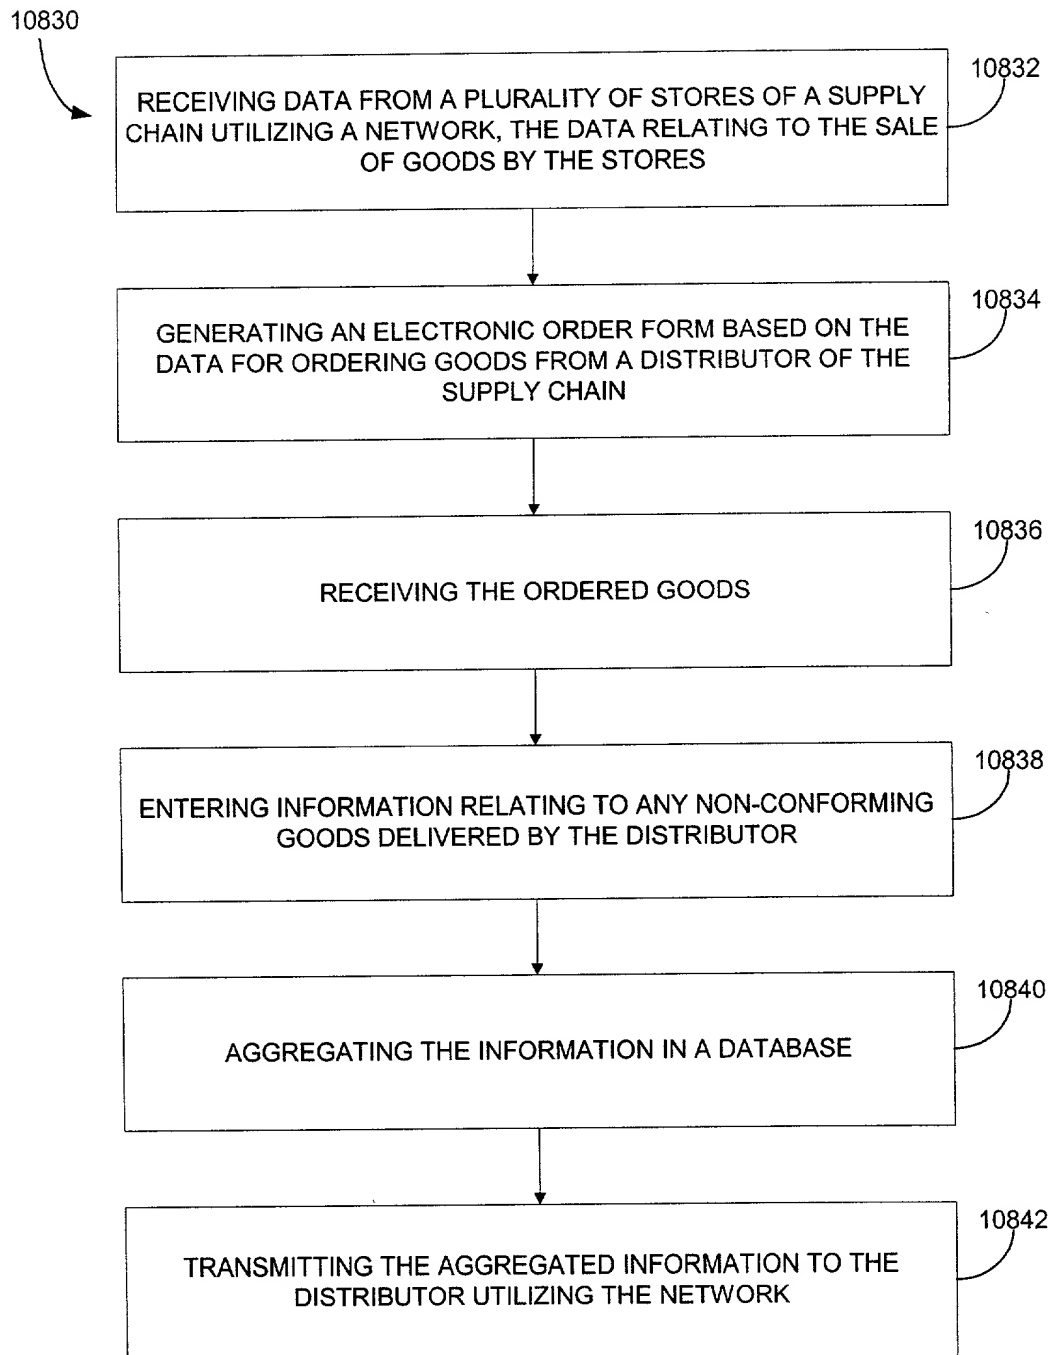 10830
10832
RECEIVING DATA FROM A PLURALITY OF STORES OF A SUPPLY
CHAIN UTILIZING A NETWORK, THE DATA RELATING TO THE SALE
OF GOODS BY THE STORES
10834
GENERATING AN ELECTRONIC ORDER FORM BASED ON THE
DATA FOR ORDERING GOODS FROM A DISTRIBUTOR OF THE
SUPPLY CHAIN
10836
RECEIVING THE ORDERED GOODS
10838
ENTERING INFORMATION RELATING TO ANY NON-CONFORMING
GOODS DELIVERED BY THE DISTRIBUTOR
10840
AGGREGATING THE INFORMATION IN A DATABASE
10842
TRANSMITTING THE AGGREGATED INFORMATION TO THE
DISTRIBUTOR UTILIZING THE NETWORK